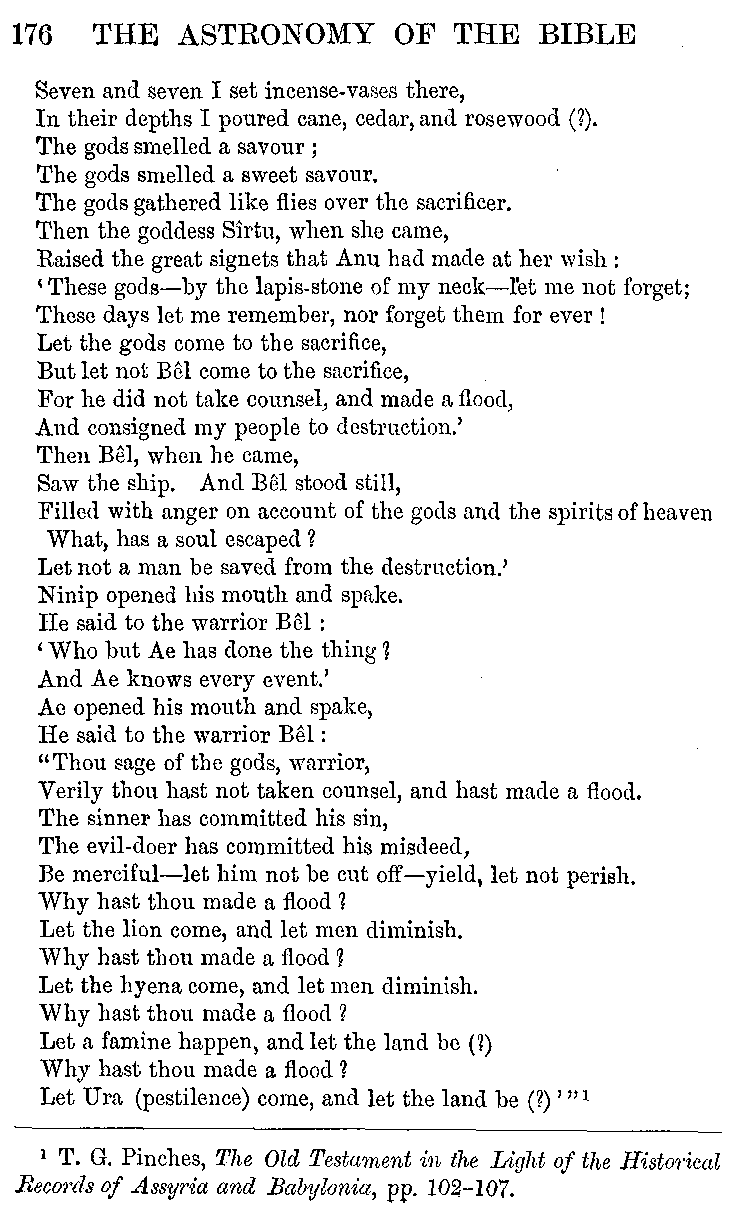 176 THE ASTRONOMY OF THE BIBLE
Seven and seven I set incense-vases there,
In their depths I poured cane, cedar, and rosewood (?).
The gods smelled a savour ;
The gods smelled a sweet savour.
The gods gathered like flies over the sacrificer.
Then the goddess Sîrtu, when she came,
Raised the great signets that Anu had made at her wish :
‘ These gods—by the lapis-stone of my neck—let me not forget;
These days let me remember, nor forget them for ever !
Let the gods come to the sacrifice,
But let not Bêl come to the sacrifice,
For he did not take counsel, and made a flood,
And consigned my people to destruction.’
Then Bêl, when he came,
Saw the ship. And Bêl stood still,
Filled with anger on account of the gods and the spirits of heaven
What, has a soul escaped ?
Let not a man be saved from the destruction.’
Ninip opened his mouth and spake.
He said to the warrior Bêl :
‘ Who but Ae has done the thing ?
And Ae knows every event.’
Ae opened his mouth and spake,
He said to the warrior Bêl :
“Thou sage of the gods, warrior,
Verily thou hast not taken counsel, and hast made a flood.
The sinner has committed his sin,
The evil-doer has committed his misdeed,
Be merciful—let him not be cut off—yield, let not perish.
Why hast thou made a flood ?
Let the lion come, and let men diminish.
Why hast thou made a flood ?
Let the hyena come, and let men diminish.
Why hast thou made a flood ?
Let a famine happen, and let the land be (?)
Why hast thou made a flood ?
Let Ura (pestilence) come, and let the land be (?) ’ ” 1
1 T. G. Pinches, The Old Testament in the Light of the Historical
Records of Assyria and Babylonia, pp. 102–107.